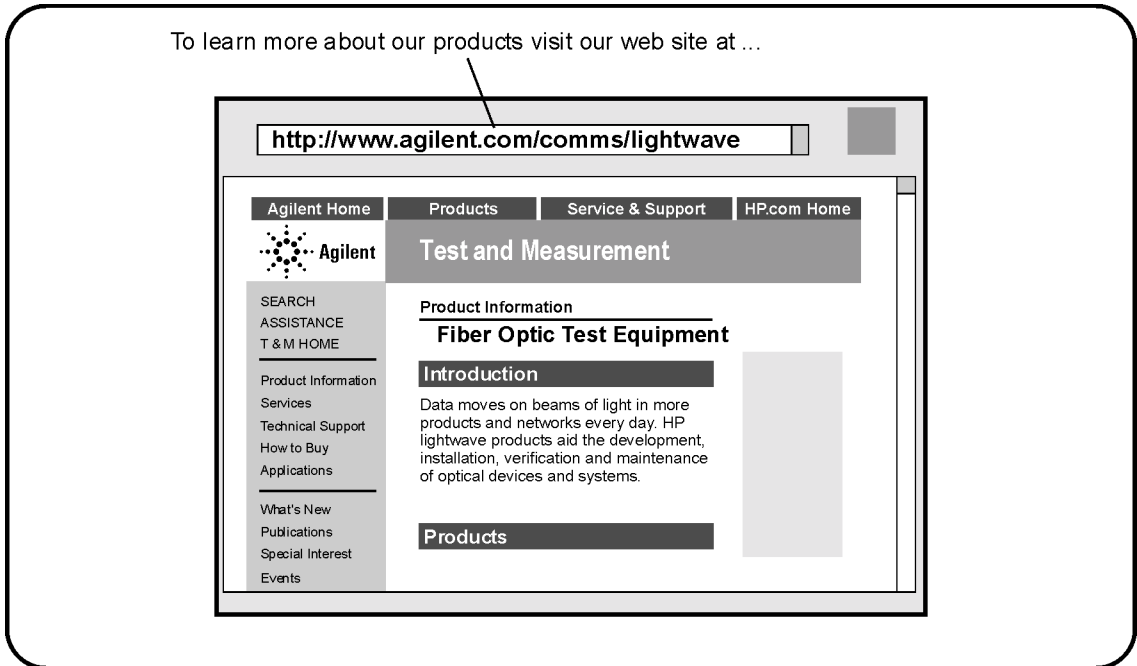 To learn more about our products visit our web site at ...
http://www.agilent.com/comms/lightwave
Agilent Home Products Service & Support HP.com Home
Agilent
Test and Measurement
SEARCH
ASSISTANCE
T & M HOME
Product Information
Services
Technical Support
How to Buy
Applications
What's New
Publications
Special Interest
Events
Product Information
Fiber Optic Test Equipment
Introduction
Data moves on beams of light in more
products and networks every day. HP
lightwave products aid the development,
installation, verification and maintenance
of optical devices and systems.
Products